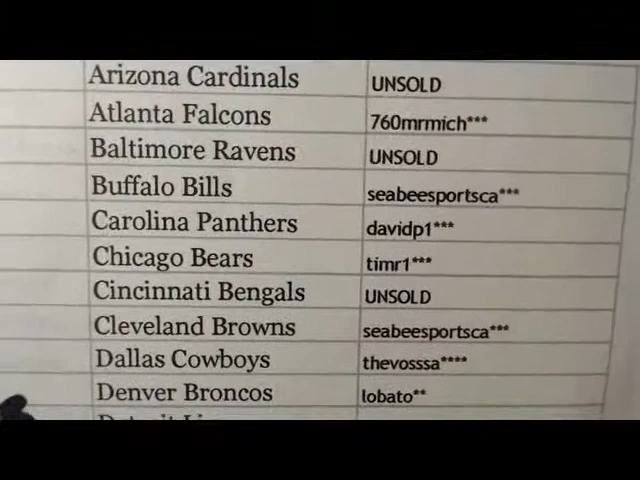 Arizona Cardinals UNSOLD
Atlanta Falcons 760mrmich***
Baltimore Ravens UNSOLD
Buffalo Bills seabeesportsca***
Carolina Panthers davidp1***
Chicago Bears timr1***
Cincinnati Bengals UNSOLD
Cleveland Browns seabeesportsca***
Dallas Cowboys thevosssa****
Denver Broncos lobato**